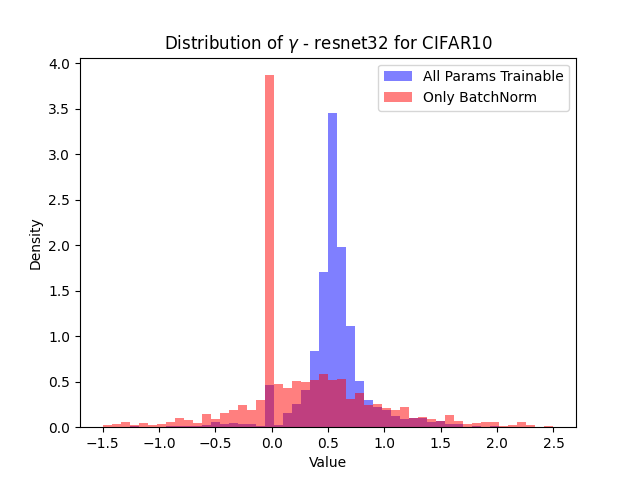 Distribution of γ - resnet32 for CIFAR10
All Params Trainable
Only BatchNorm
Density
4.0
3.5
3.0
2.5
2.0
1.5
1.0
0.5
0.0
−1.5 −1.0 −0.5 0.0 0.5 1.0 1.5 2.0 2.5
Value